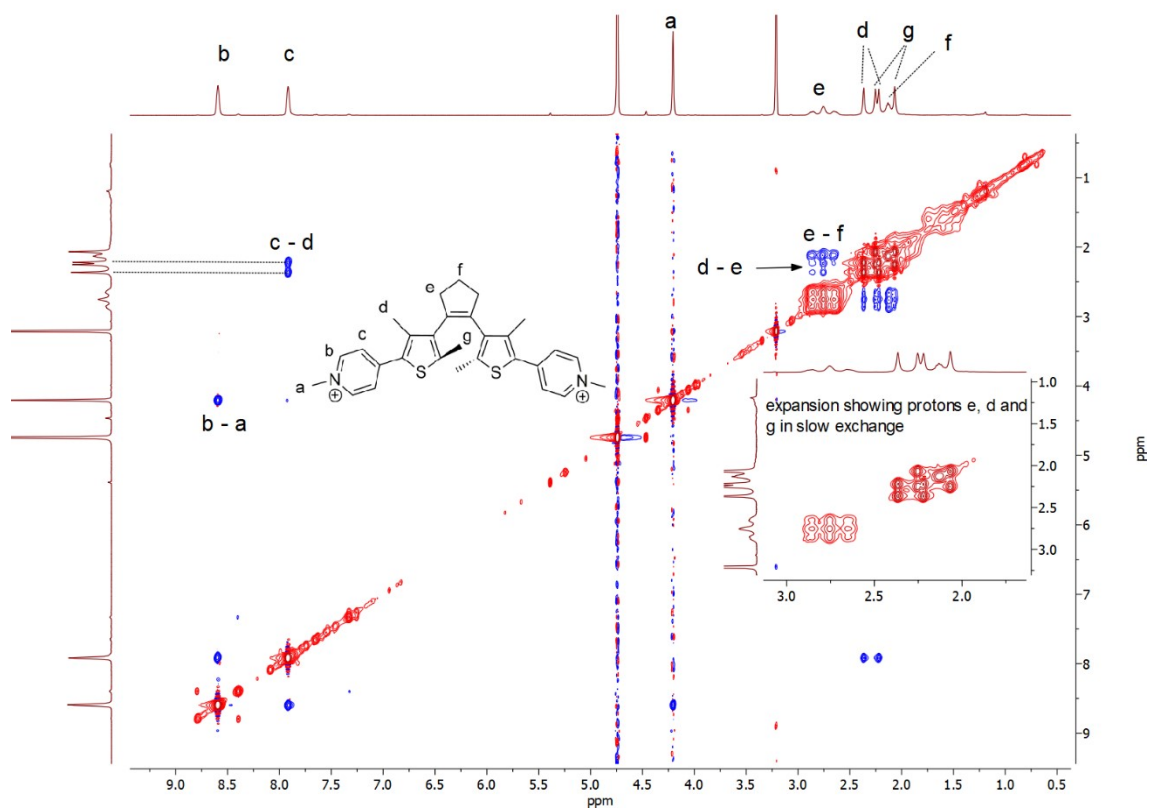 a
b
c
d
g
f
e
c - d
e - f
d - e
b - a
f
e
d
g
c
b
a
N
+
S
S
N
+
expansion showing protons e, d and
g in slow exchange
1.0
1.5
2.0
2.5
3.0
3.0
2.5
2.0
1
2
3
4
5
6
7
8
9
ppm
9.0
8.5
8.0
7.5
7.0
6.5
6.0
5.5
5.0
4.5
4.0
3.5
3.0
2.5
2.0
1.5
1.0
0.5
ppm